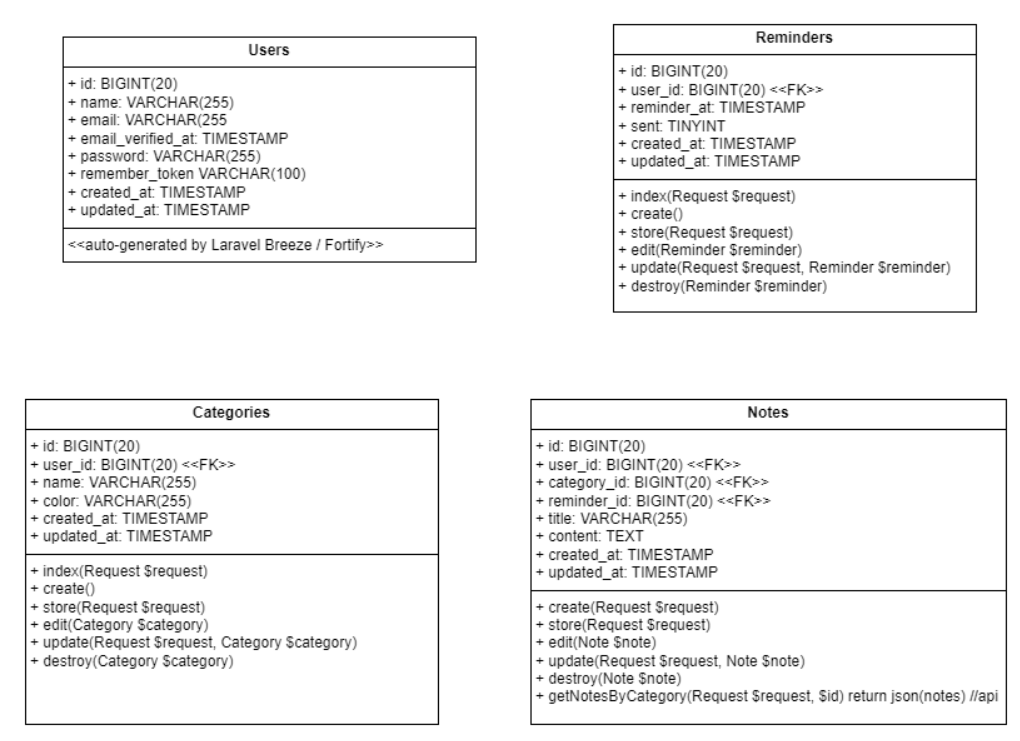 Users
+ id: BIGINT(20)
+ name: VARCHAR(255)
+ email: VARCHAR(255
+ email_verified_at: TIMESTAMP
+ password: VARCHAR(255)
+ remember_token VARCHAR(100)
+ created_at: TIMESTAMP
+ updated_at: TIMESTAMP
<<auto-generated by Laravel Breeze / Fortify>>
Reminders
+ id: BIGINT(20)
+ user_id: BIGINT(20) <<FK>>
+ reminder_at: TIMESTAMP
+ sent: TINYINT
+ created_at: TIMESTAMP
+ updated_at: TIMESTAMP
+ index(Request $request)
+ create()
+ store(Request $request)
+ edit(Reminder $reminder)
+ update(Request $request, Reminder $reminder)
+ destroy(Reminder $reminder)
Categories
+ id: BIGINT(20)
+ user_id: BIGINT(20) <<FK>>
+ name: VARCHAR(255)
+ color: VARCHAR(255)
+ created_at: TIMESTAMP
+ updated_at: TIMESTAMP
+ index(Request $request)
+ create()
+ store(Request $request)
+ edit(Category $category)
+ update(Request $request, Category $category)
+ destroy(Category $category)
Notes
+ id: BIGINT(20)
+ user_id: BIGINT(20) <<FK>>
+ category_id: BIGINT(20) <<FK>>
+ reminder_id: BIGINT(20) <<FK>>
+ title: VARCHAR(255)
+ content: TEXT
+ created_at: TIMESTAMP
+ updated_at: TIMESTAMP
+ create(Request $request)
+ store(Request $request)
+ edit(Note $note)
+ update(Request $request, Note $note)
+ destroy(Note $note)
+ getNotesByCategory(Request $request, $id) return json(notes) //api